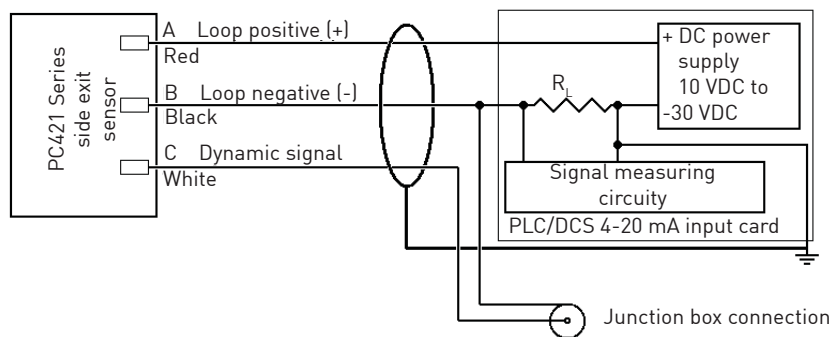 PC421 Series
side exit
sensor
A Loop positive (+)
Red
B Loop negative (-)
Black
C Dynamic signal
White
R_L
+ DC power
supply
10 VDC to
-30 VDC
Signal measuring
circuity
PLC/DCS 4-20 mA input card
Junction box connection